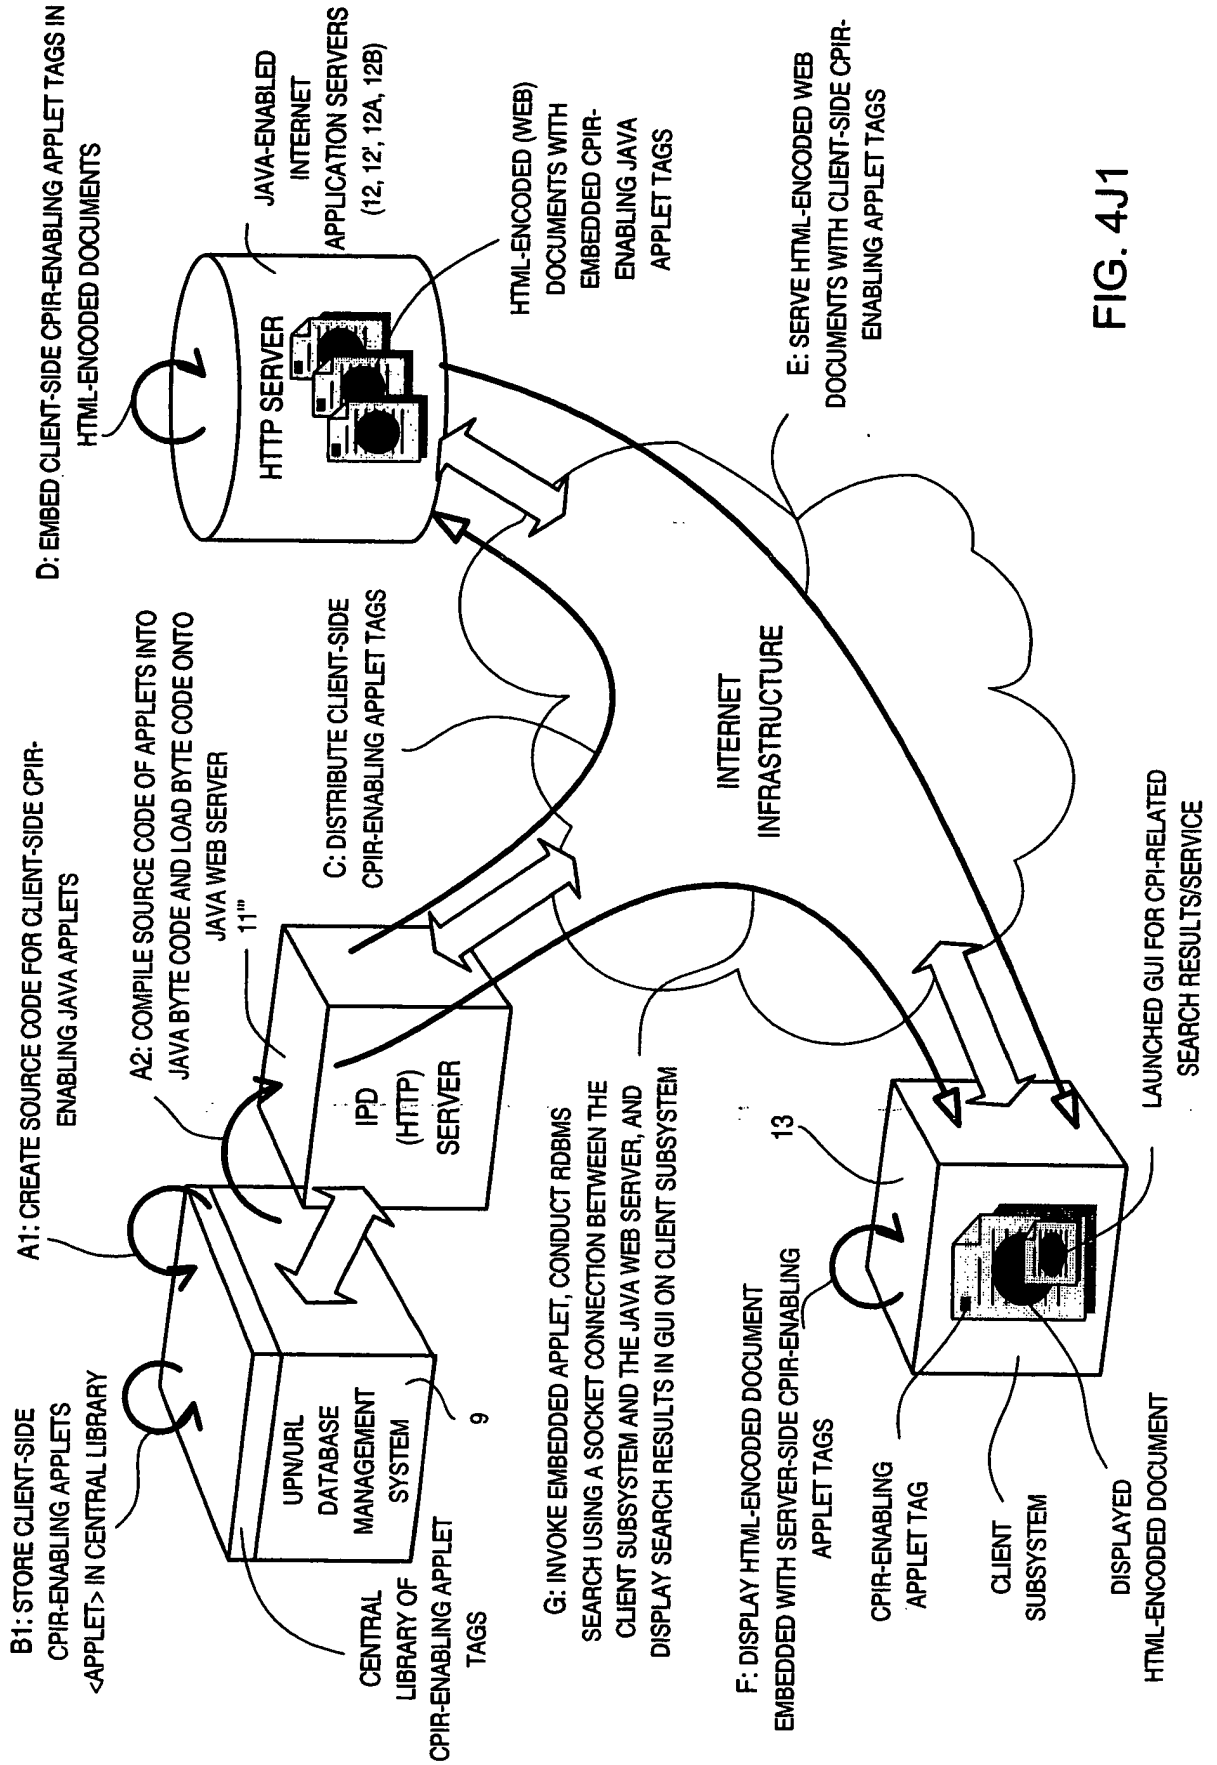 B1: STORE CLIENT-SIDE
CPIR-ENABLING APPLETS
<APPLET> IN CENTRAL LIBRARY
A1: CREATE SOURCE CODE FOR CLIENT-SIDE CPIR-
ENABLING JAVA APPLETS
A2: COMPILE SOURCE CODE OF APPLETS INTO
JAVA BYTE CODE AND LOAD BYTE CODE ONTO
JAVA WEB SERVER
11'''
D: EMBED CLIENT-SIDE CPIR-ENABLING APPLET TAGS IN
HTML-ENCODED DOCUMENTS
JAVA-ENABLED
INTERNET
APPLICATION SERVERS
(12, 12', 12A, 12B)
HTTP SERVER
HTML-ENCODED (WEB)
DOCUMENTS WITH
EMBEDDED CPIR-
ENABLING JAVA
APPLET TAGS
UPN/URL
DATABASE
MANAGEMENT
SYSTEM
9
IPD
(HTTP)
SERVER
CENTRAL
LIBRARY OF
CPIR-ENABLING APPLET
TAGS
C: DISTRIBUTE CLIENT-SIDE
CPIR-ENABLING APPLET TAGS
G: INVOKE EMBEDDED APPLET, CONDUCT RDBMS
SEARCH USING A SOCKET CONNECTION BETWEEN THE
CLIENT SUBSYSTEM AND THE JAVA WEB SERVER, AND
DISPLAY SEARCH RESULTS IN GUI ON CLIENT SUBSYSTEM
INTERNET
INFRASTRUCTURE
E: SERVE HTML-ENCODED WEB
DOCUMENTS WITH CLIENT-SIDE CPIR-
ENABLING APPLET TAGS
F: DISPLAY HTML-ENCODED DOCUMENT
EMBEDDED WITH SERVER-SIDE CPIR-ENABLING
APPLET TAGS
13
CPIR-ENABLING
APPLET TAG
CLIENT
SUBSYSTEM
DISPLAYED
HTML-ENCODED DOCUMENT
LAUNCHED GUI FOR CPI-RELATED
SEARCH RESULTS/SERVICE
FIG. 4J1